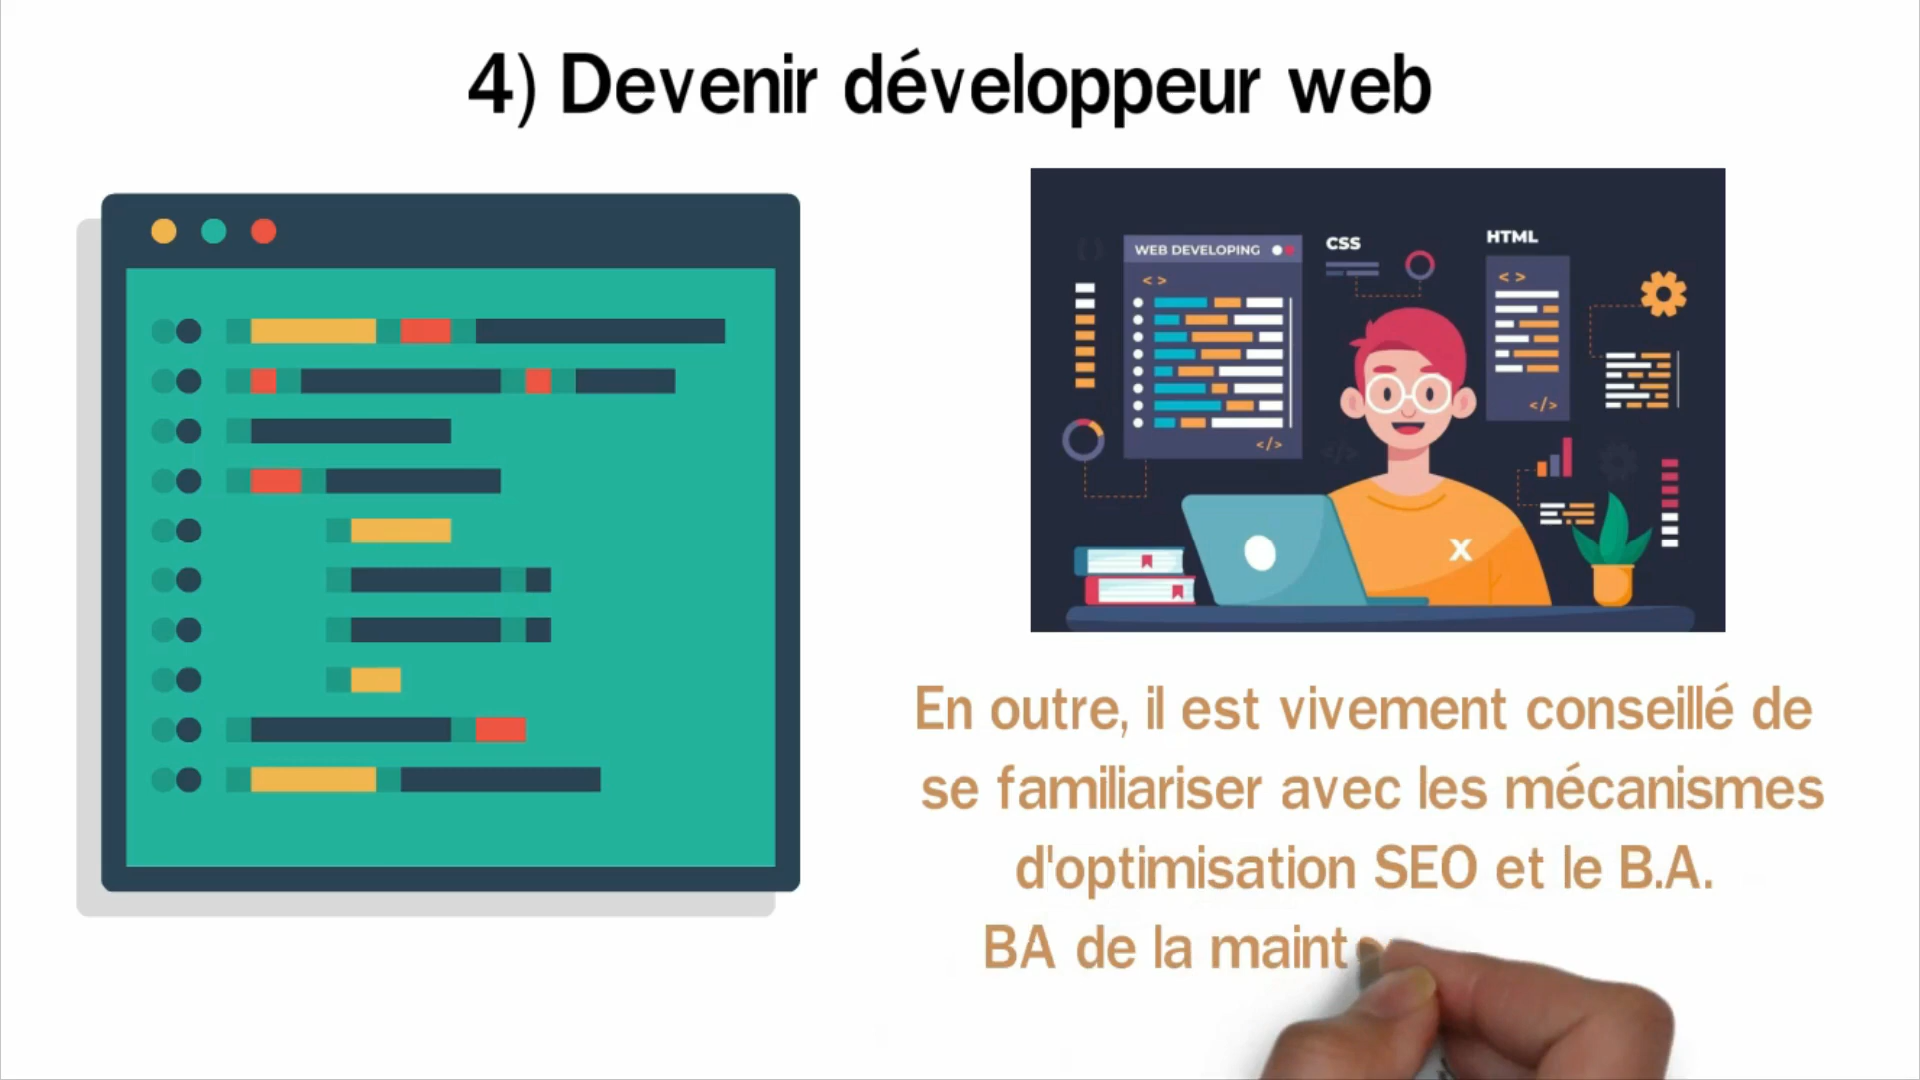 4) Devenir développeur web
WEB DEVELOPING
CSS
HTML
< >
< >
</>
</>
X
En outre, il est vivement conseillé de
se familiariser avec les mécanismes
d'optimisation SEO et le B.A.
BA de la maint